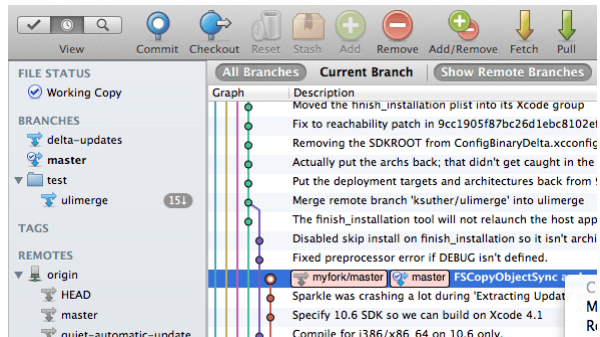 View Commit Checkout Reset Stash Add Remove Add/Remove Fetch Pull
FILE STATUS
Working Copy
BRANCHES
delta-updates
master
test
ulimerge 15↓
TAGS
REMOTES
origin
HEAD
master
quiet-automatic-update
All Branches Current Branch Show Remote Branches
Graph Description
Moved the finish_installation plist into its Xcode group
Fix to reachability patch in 9cc1905f87bc26d1ebc8102ef
Removing the SDKROOT from ConfigBinaryDelta.xcconfig
Actually put the archs back; that didn't get caught in the
Put the deployment targets and architectures back from
Merge remote branch 'ksuther/ulimerge' into ulimerge
The finish_installation tool will not relaunch the host app
Disabled skip install on finish_installation so it isn't archi
Fixed preprocessor error if DEBUG isn't defined.
myfork/master master FSCopyObjectSync
Sparkle was crashing a lot during 'Extracting Updat
Specify 10.6 SDK so we can build on Xcode 4.1
Compile for i386/x86_64 on 10.6 only.